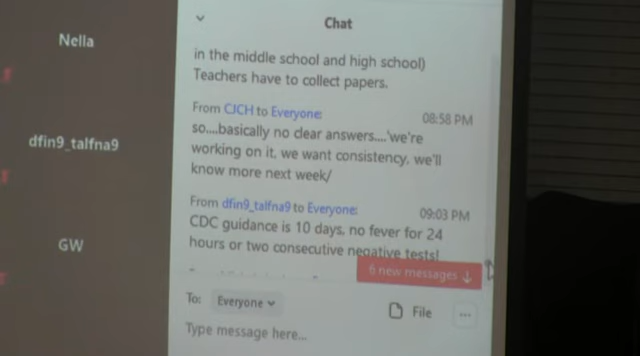 Nella
dfin9_talfna9
GW
Chat
in the middle school and high school)
Teachers have to collect papers.
From CJCH to Everyone:
08:58 PM
so....basically no clear answers....'we're
working on it, we want consistency, we'll
know more next week/
From dfin9_talfna9 to Everyone:
09:03 PM
CDC guidance is 10 days, no fever for 24
hours or two consecutive negative tests!
6 new messages ↓
To: Everyone
File
...
Type message here...